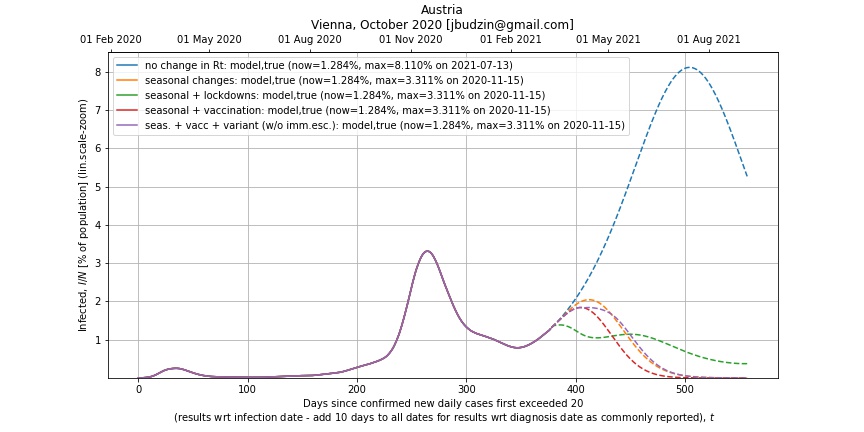 Austria
Vienna, October 2020 [jbudzin@gmail.com]
01 Feb 2020 01 May 2020 01 Aug 2020 01 Nov 2020 01 Feb 2021 01 May 2021 01 Aug 2021
no change in Rt: model,true (now=1.284%, max=8.110% on 2021-07-13)
seasonal changes: model,true (now=1.284%, max=3.311% on 2020-11-15)
seasonal + lockdowns: model,true (now=1.284%, max=3.311% on 2020-11-15)
seasonal + vaccination: model,true (now=1.284%, max=3.311% on 2020-11-15)
seas. + vacc + variant (w/o imm.esc.): model,true (now=1.284%, max=3.311% on 2020-11-15)
Infected, I/N [% of population] (lin.scale-zoom)
8
7
6
5
4
3
2
1
0 100 200 300 400 500
Days since confirmed new daily cases first exceeded 20
(results wrt infection date - add 10 days to all dates for results wrt diagnosis date as commonly reported), t